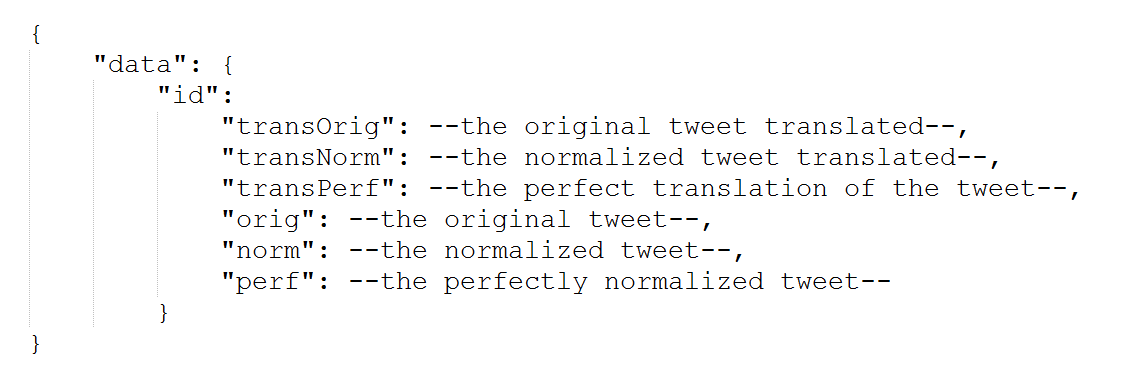 {
    "data": {
        "id":
            "transOrig": --the original tweet translated--,
            "transNorm": --the normalized tweet translated--,
            "transPerf": --the perfect translation of the tweet--,
            "orig": --the original tweet--,
            "norm": --the normalized tweet--,
            "perf": --the perfectly normalized tweet--
        }
}